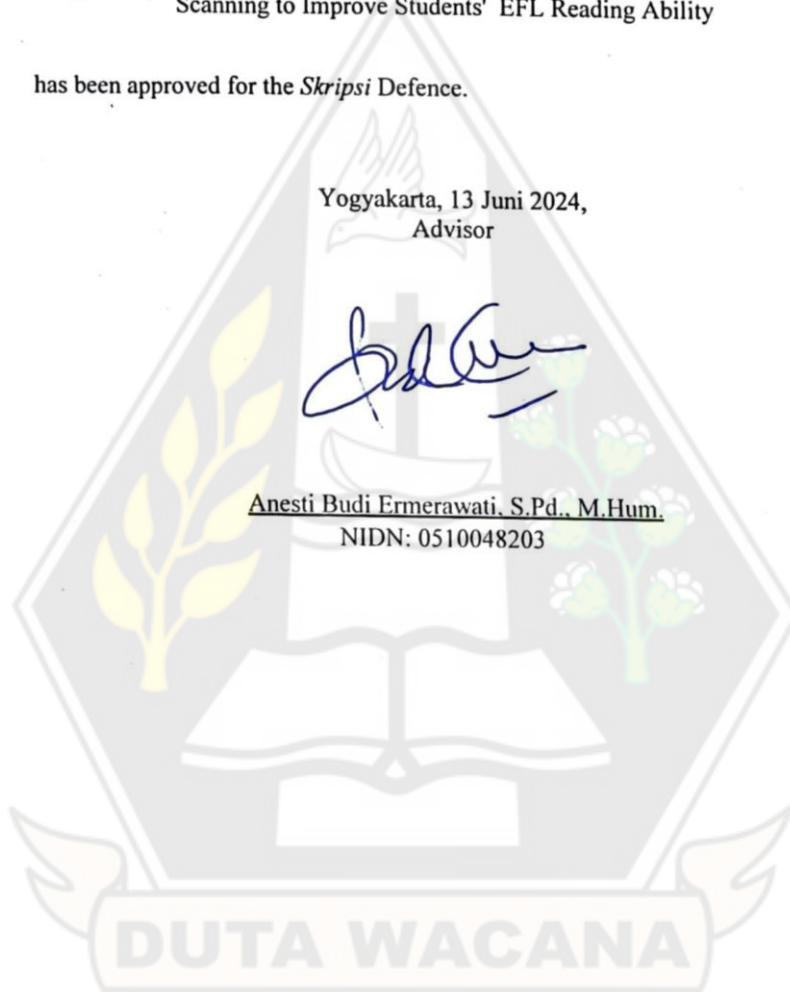 Scanning to Improve Students' EFL Reading Ability
has been approved for the Skripsi Defence.
Yogyakarta, 13 Juni 2024,
Advisor
Anesti Budi Ermerawati, S.Pd., M.Hum.
NIDN: 0510048203
DUTA WACANA